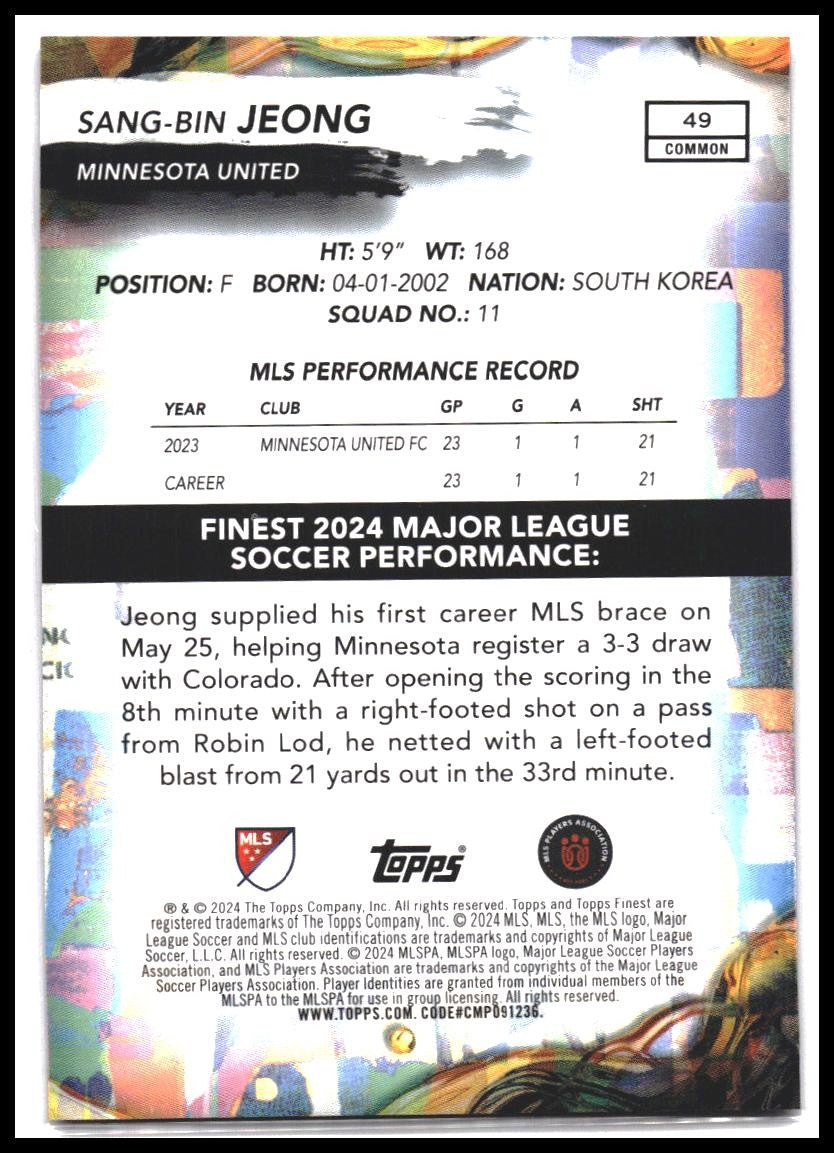 SANG-BIN JEONG
49
COMMON
MINNESOTA UNITED
HT: 5'9" WT: 168
POSITION: F BORN: 04-01-2002 NATION: SOUTH KOREA
SQUAD NO.: 11
MLS PERFORMANCE RECORD
YEAR CLUB GP G A SHT
2023 MINNESOTA UNITED FC 23 1 1 21
CAREER 23 1 1 21
FINEST 2024 MAJOR LEAGUE
SOCCER PERFORMANCE:
Jeong supplied his first career MLS brace on
May 25, helping Minnesota register a 3-3 draw
with Colorado. After opening the scoring in the
8th minute with a right-footed shot on a pass
from Robin Lod, he netted with a left-footed
blast from 21 yards out in the 33rd minute.
MLS
topps®
MLS PLAYERS ASSOCIATION
® & © 2024 The Topps Company, Inc. All rights reserved. Topps and Topps Finest are
registered trademarks of The Topps Company, Inc. © 2024 MLS, MLS, the MLS logo, Major
League Soccer and MLS club identifications are trademarks and copyrights of Major League
Soccer, L.L.C. All rights reserved. © 2024 MLSPA, MLSPA logo, Major League Soccer Players
Association, and MLS Players Association are trademarks and copyrights of the Major League
Soccer Players Association. Player Identities are granted from individual members of the
MLSPA to the MLSPA for use in group licensing. All rights reserved.
WWW.TOPPS.COM. CODE#CMP091236.